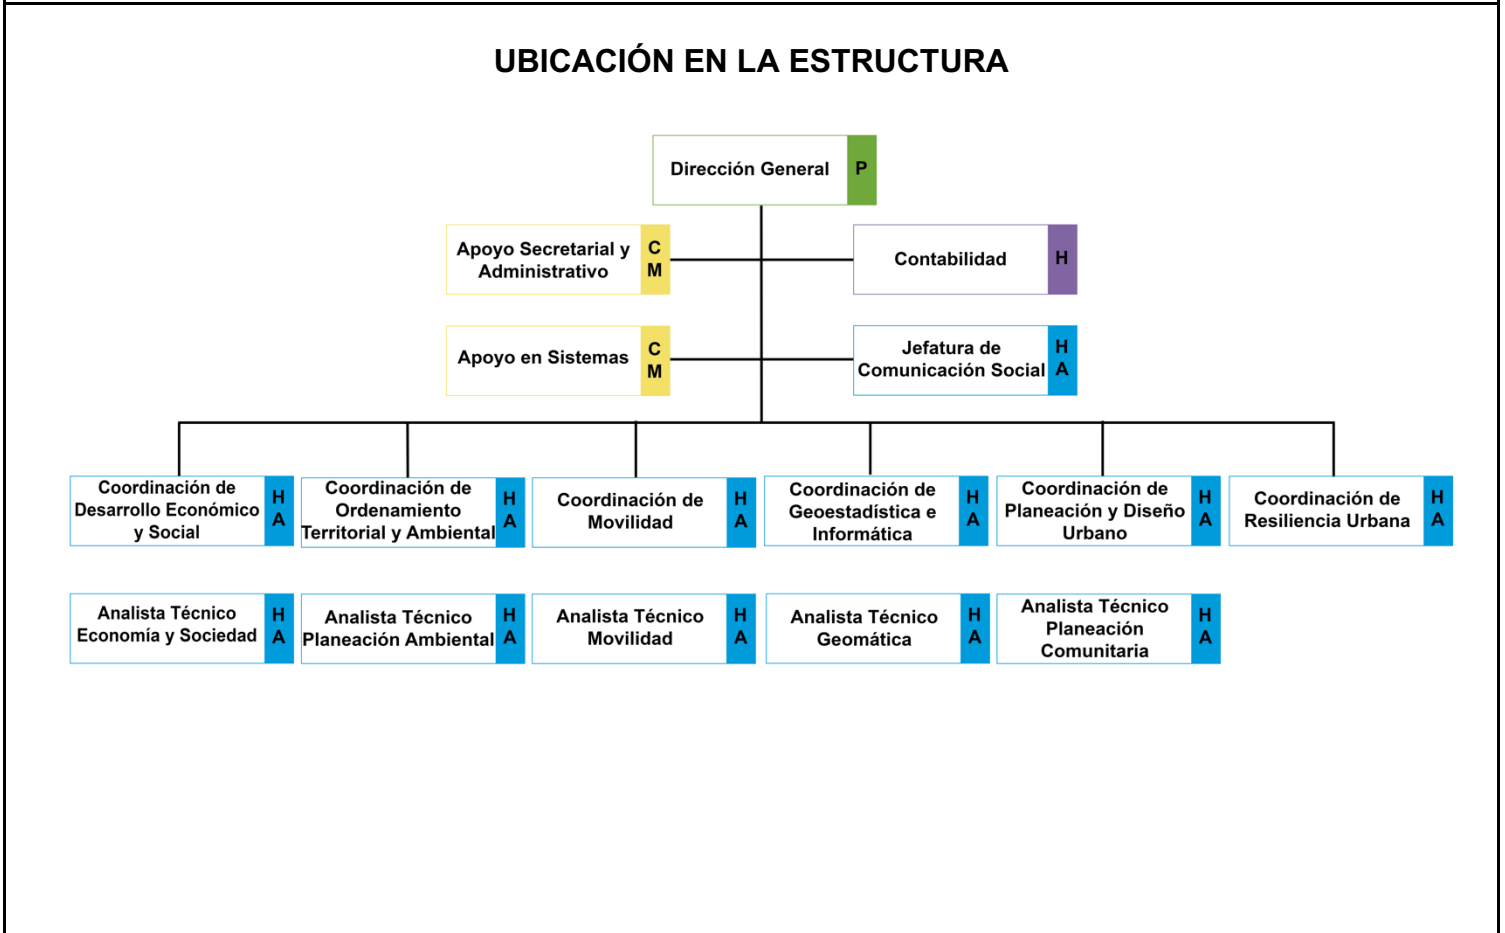 UBICACIÓN EN LA ESTRUCTURA
Dirección General
P
Apoyo Secretarial y
Administrativo
C
M
Contabilidad
H
Apoyo en Sistemas
C
M
Jefatura de
Comunicación Social
H
A
Coordinación de
Desarrollo Económico
y Social
H
A
Coordinación de
Ordenamiento
Territorial y Ambiental
H
A
Coordinación de
Movilidad
H
A
Coordinación de
Geoestadística e
Informática
H
A
Coordinación de
Planeación y Diseño
Urbano
H
A
Coordinación de
Resiliencia Urbana
H
A
Analista Técnico
Economía y Sociedad
H
A
Analista Técnico
Planeación Ambiental
H
A
Analista Técnico
Movilidad
H
A
Analista Técnico
Geomática
H
A
Analista Técnico
Planeación
Comunitaria
H
A